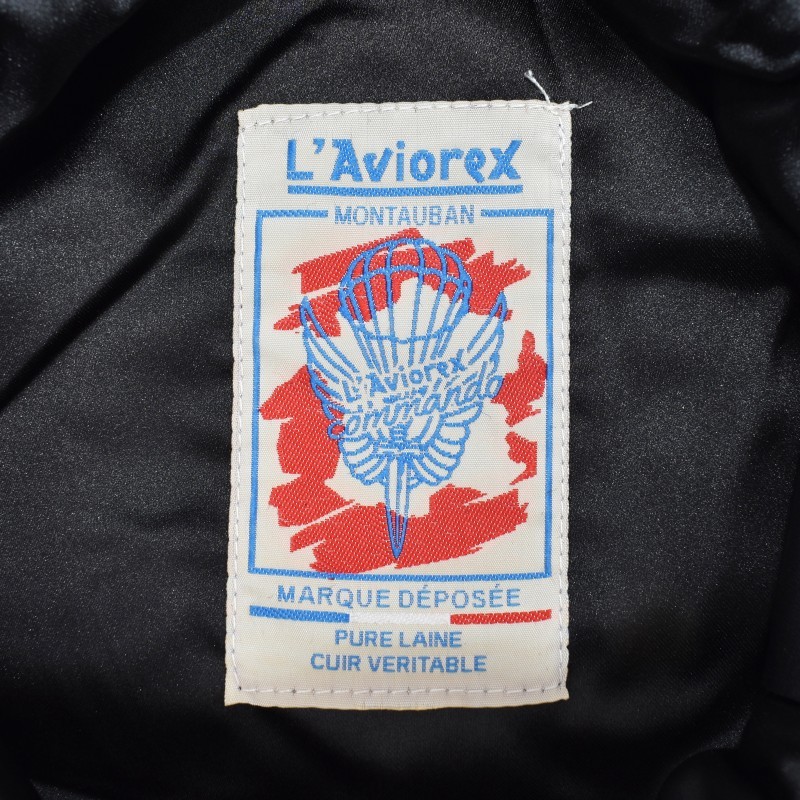 L'Aviorex
MONTAUBAN
L'Aviorex
Commando
MARQUE DÉPOSÉE
PURE LAINE
CUIR VERITABLE